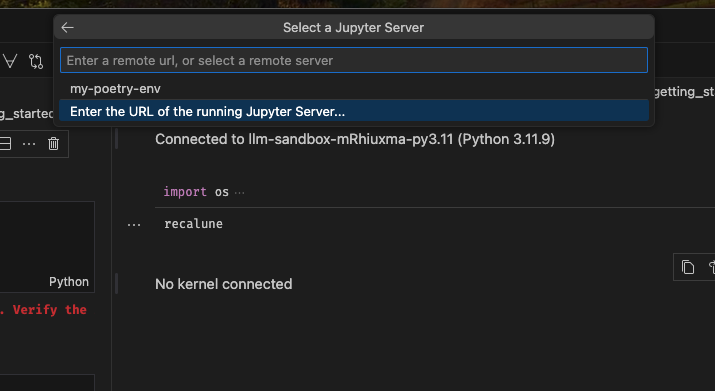 Select a Jupyter Server
Enter a remote url, or select a remote server
my-poetry-env
Enter the URL of the running Jupyter Server...
g_started
getting_st
Connected to llm-sandbox-mRhiuxma-py3.11 (Python 3.11.9)
import os ...
... recalune
Python
No kernel connected
. Verify the